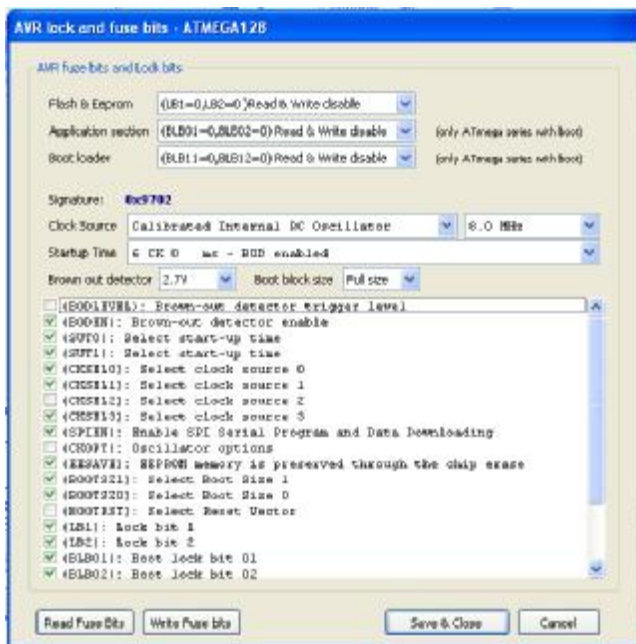 AVR lock and fuse bits - ATMEGA128
AVR fuse bits and Lock bits
Flash & Eeprom (LB1=0,LB2=0 )Read & Write disable
Application section (BLB01=0,BLB02=0) Read & Write disable (only ATmega series with Boot)
Boot loader (BLB11=0,BLB12=0) Read & Write disable (only ATmega series with Boot)
Signature: 0x9702
Clock Source Calibrated Internal RC Oscillator 8.0 MHz
Startup Time 6 CK 0 ms - BOD enabled
Brown out detector 2.7V Boot block size Full size
(BODLEVEL): Brown-out detector trigger level
(BODEN): Brown-out detector enable
(SUT0): Select start-up time
(SUT1): Select start-up time
(CKSEL0): Select clock source 0
(CKSEL1): Select clock source 1
(CKSEL2): Select clock source 2
(CKSEL3): Select clock source 3
(SPIEN): Enable SPI Serial Program and Data Downloading
(CKOPT): Oscillator options
(EESAVE): EEPROM memory is preserved through the chip erase
(BOOTSZ1): Select Boot Size 1
(BOOTSZ0): Select Boot Size 0
(BOOTRST): Select Reset Vector
(LB1): Lock bit 1
(LB2): Lock bit 2
(BLB01): Boot lock bit 01
(BLB02): Boot lock bit 02
Read Fuse Bits Write Fuse bits Save & Close Cancel